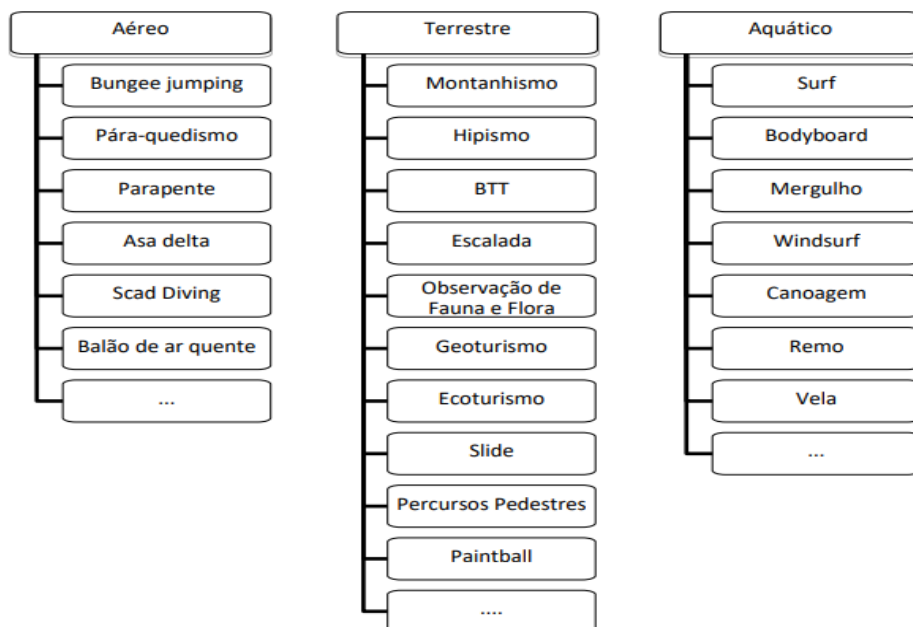 Aéreo
Bungee jumping
Pára-quedismo
Parapente
Asa delta
Scad Diving
Balão de ar quente
...
Terrestre
Montanhismo
Hipismo
BTT
Escalada
Observação de
Fauna e Flora
Geoturismo
Ecoturismo
Slide
Percursos Pedestres
Paintball
....
Aquático
Surf
Bodyboard
Mergulho
Windsurf
Canoagem
Remo
Vela
...